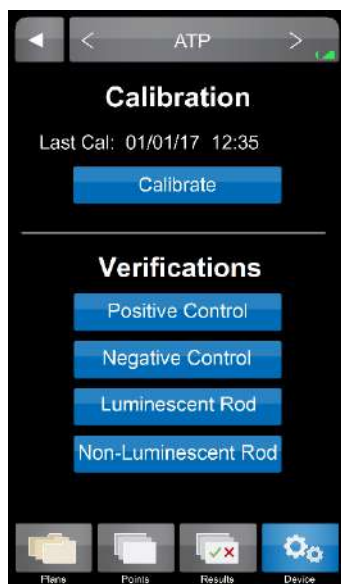 < ATP >
Calibration
Last Cal: 01/01/17 12:35
Calibrate
Verifications
Positive Control
Negative Control
Luminescent Rod
Non-Luminescent Rod
Plans Points Results Device